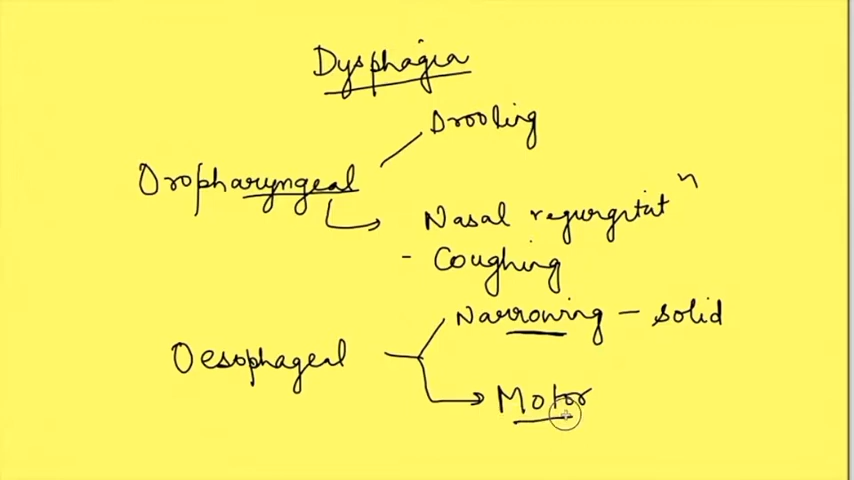 Dysphagia
Drooling
Oropharyngeal
Nasal regurgitatⁿ
- Coughing
Narrowing - solid
Oesophageal
Motor